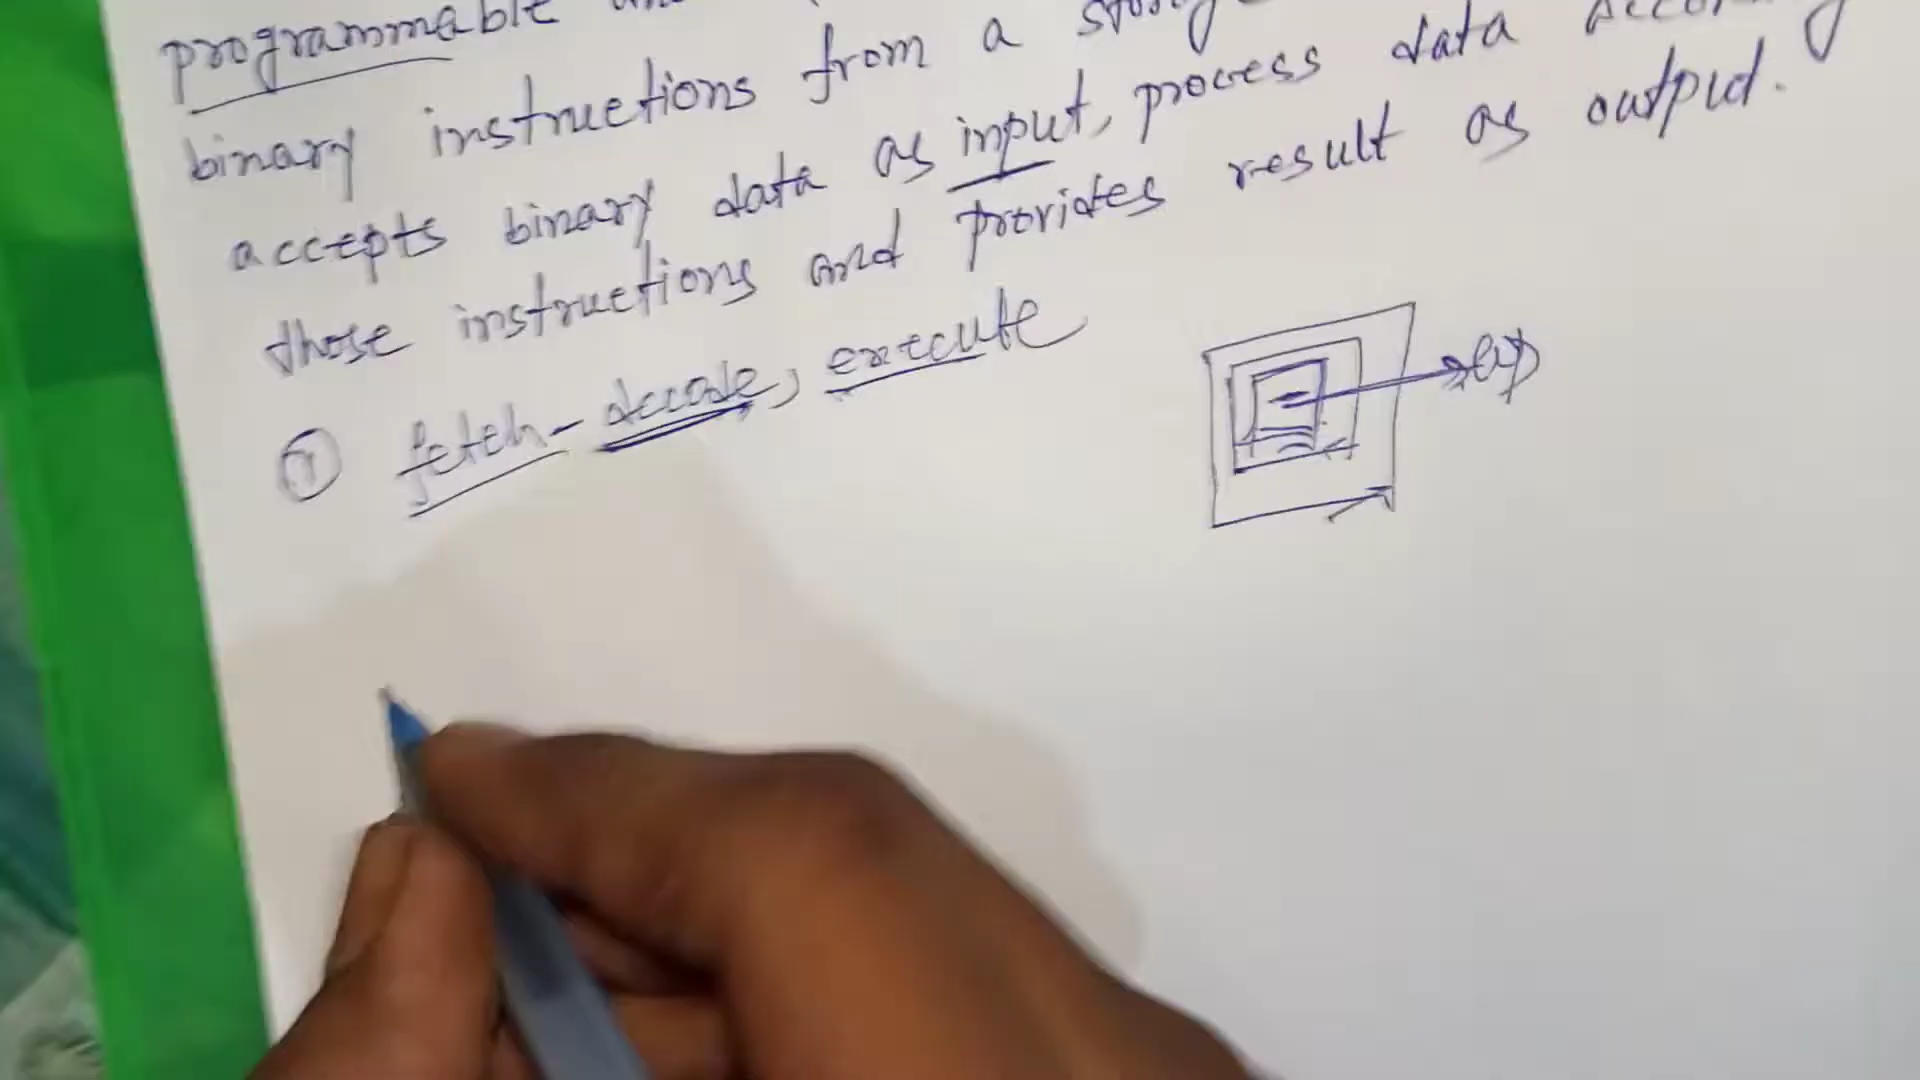 programmable
binary instructions from a
accepts binary data as input, process data
those instructions and provides result as output.
① fetch - decode, execute